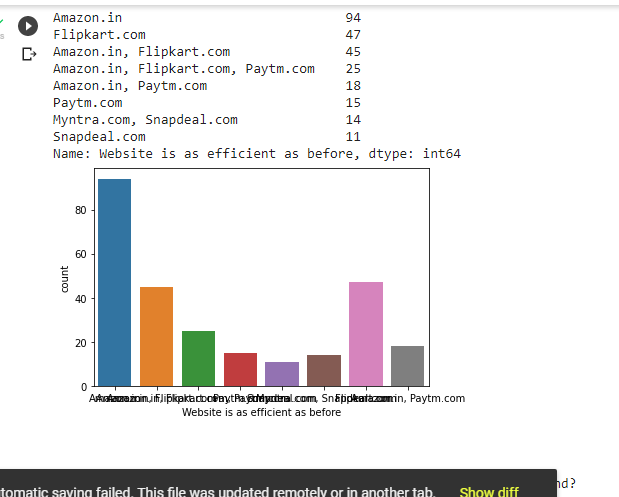 Amazon.in 94
Flipkart.com 47
Amazon.in, Flipkart.com 45
Amazon.in, Flipkart.com, Paytm.com 25
Amazon.in, Paytm.com 18
Paytm.com 15
Myntra.com, Snapdeal.com 14
Snapdeal.com 11
Name: Website is as efficient as before, dtype: int64
80
60
40
20
0
count
Paytm.com
Website is as efficient as before
tomatic saving failed. This file was updated remotely or in another tab. Show diff
nd?